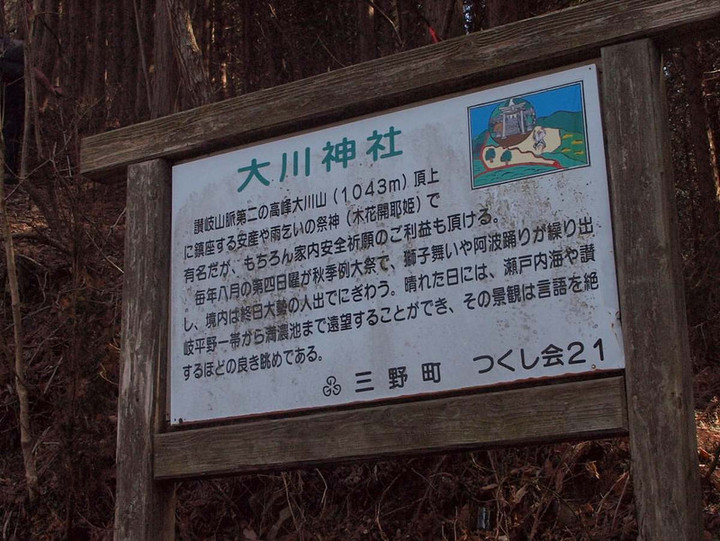 大川神社
讃岐山脈第二の高峰大川山（1043m）頂上
に鎮座する安産や雨乞いの祭神（木花開耶姫）で
有名だが、もちろん家内安全祈願のご利益も頂ける。
毎年八月の第四日曜が秋季例大祭で、獅子舞いや阿波踊りが繰り出
し、境内は終日大勢の人出でにぎわう。晴れた日には、瀬戸内海や讃
岐平野一帯から満濃池まで遠望することができ、その景観は言語を絶
するほどの良き眺めである。
三野町　つくし会21